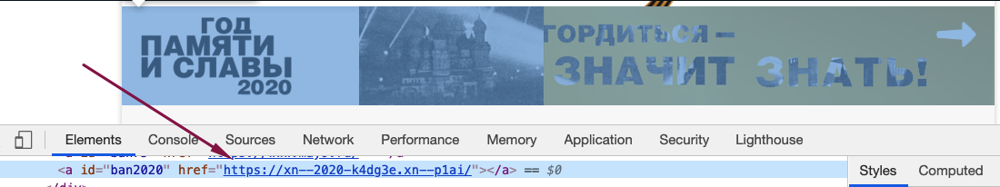 ГОД
ПАМЯТИ
И СЛАВЫ
2020
ГОРДИТЬСЯ —
ЗНАЧИТ ЗНАТЬ!
Elements Console Sources Network Performance Memory Application Security Lighthouse
<a id="ban2020" href="https://xn--2020-k4dg3e.xn--p1ai/"></a> == $0
Styles Computed
</div>